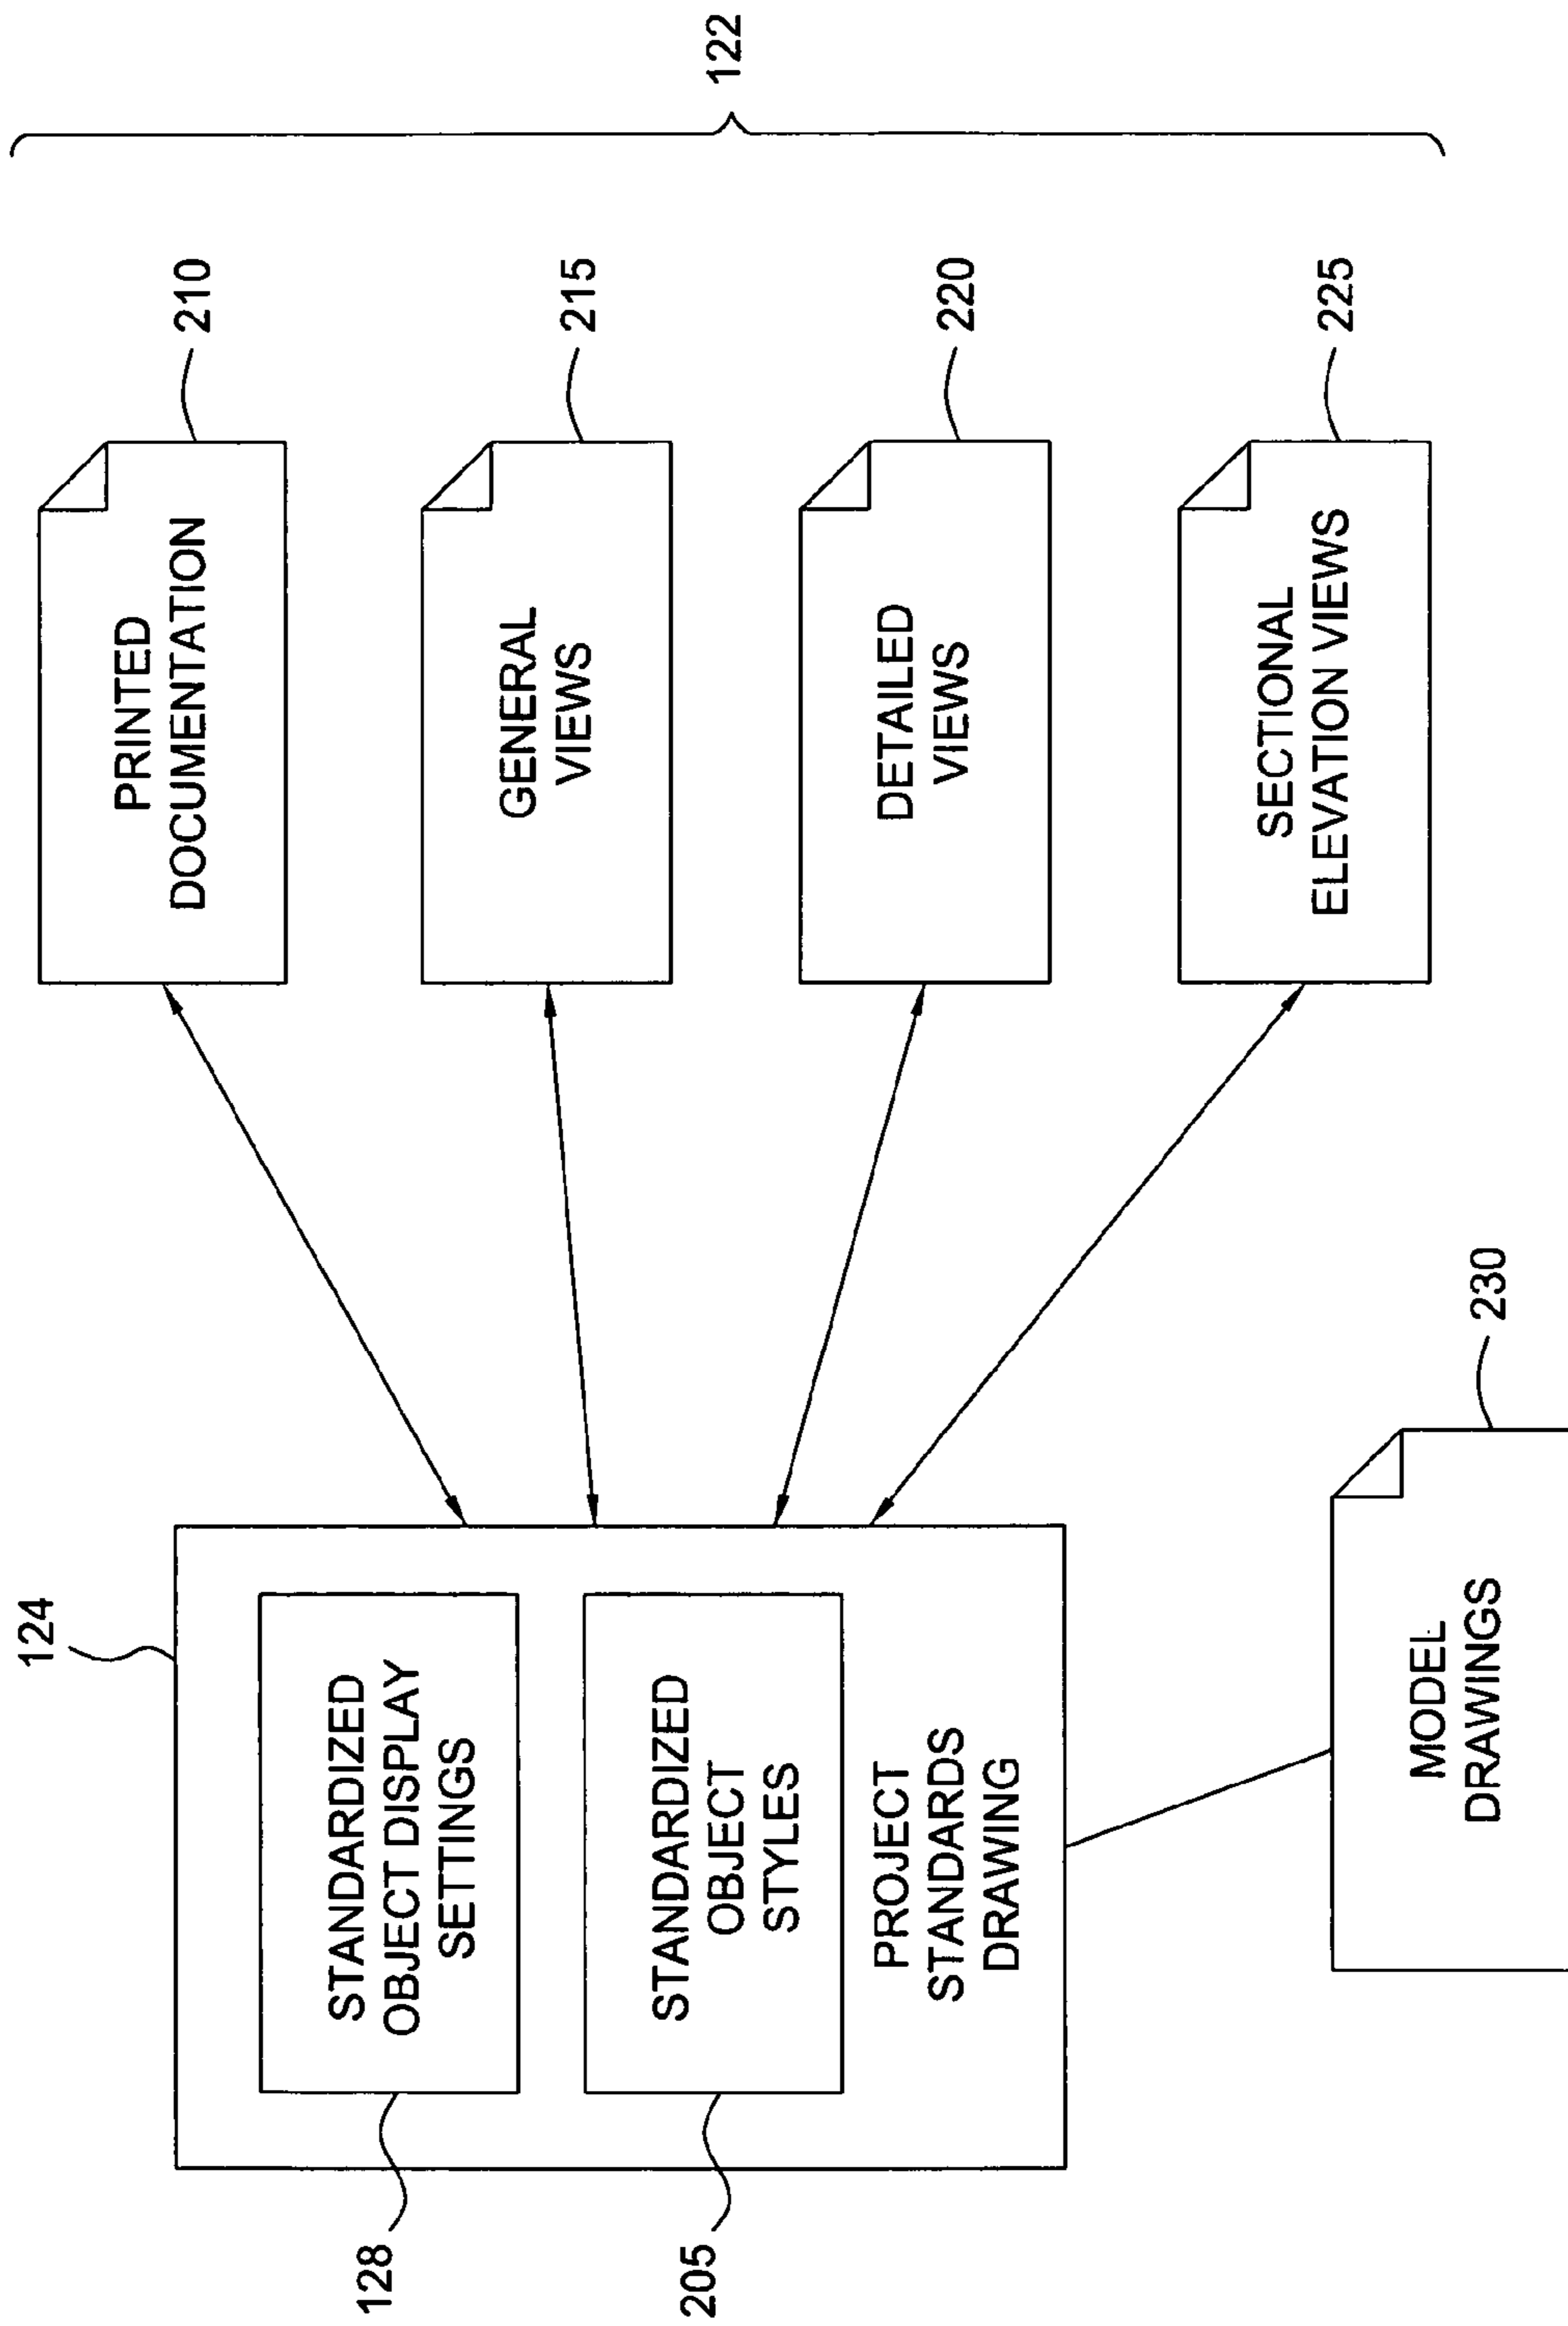 124
STANDARDIZED
OBJECT DISPLAY
SETTINGS
128
STANDARDIZED
OBJECT
STYLES
205
PROJECT
STANDARDS
DRAWING
PRINTED
DOCUMENTATION
210
GENERAL
VIEWS
215
DETAILED
VIEWS
220
SECTIONAL
ELEVATION VIEWS
225
122
MODEL
DRAWINGS
230